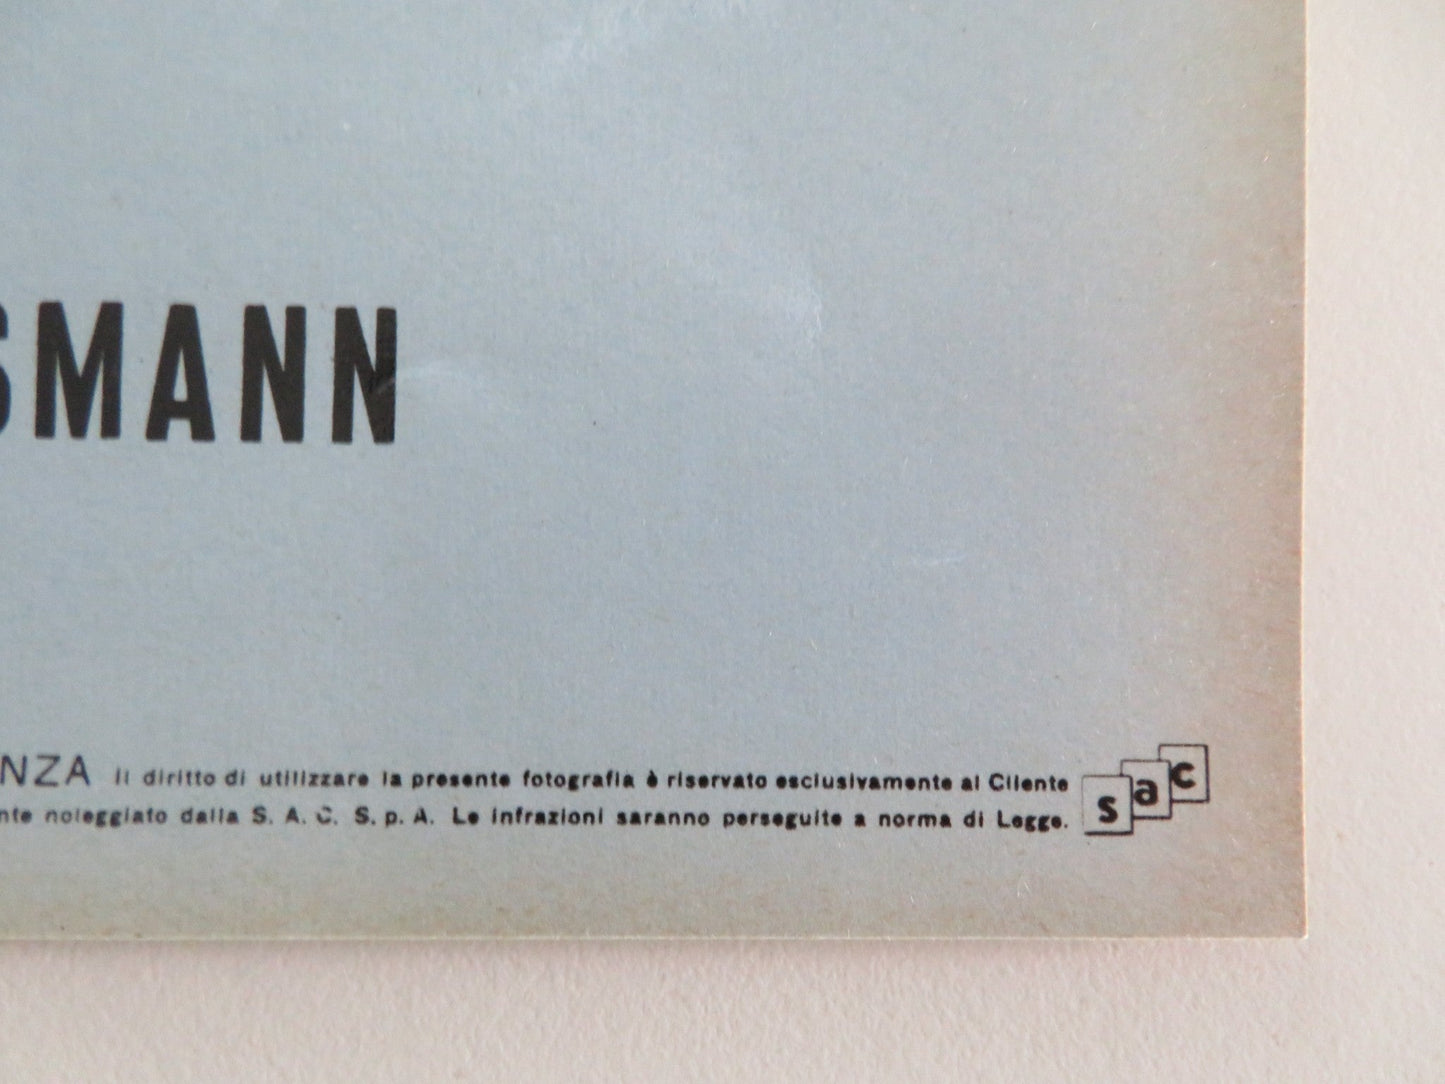 SMANN
NZA Il diritto di utilizzare la presente fotografia è riservato esclusivamente al Cliente
nte noleggiato dalla S. A. C. S.p.A. Le infrazioni saranno perseguite a norma di Legge.
sac